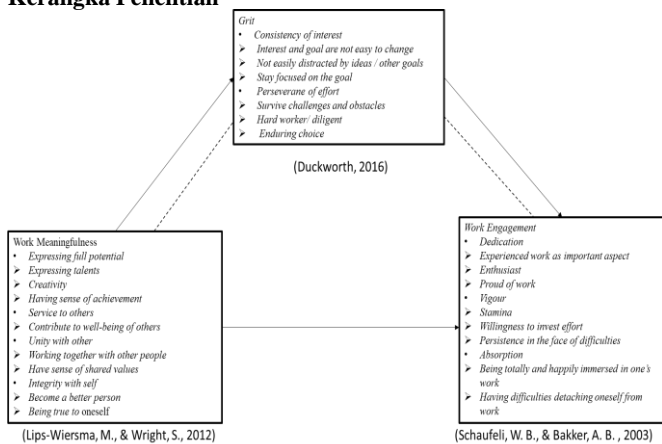 Kerangka Penelitian
Grit
• Consistency of interest
➢ Interest and goal are not easy to change
➢ Not easily distracted by ideas / other goals
➢ Stay focused on the goal
• Perseverane of effort
➢ Survive challenges and obstacles
➢ Hard worker/ diligent
➢ Enduring choice
(Duckworth, 2016)
Work Meaningfulness
• Expressing full potential
➢ Expressing talents
➢ Creativity
➢ Having sense of achievement
• Service to others
➢ Contribute to well-being of others
• Unity with other
➢ Working together with other people
➢ Have sense of shared values
• Integrity with self
➢ Become a better person
➢ Being true to oneself
(Lips-Wiersma, M., & Wright, S., 2012)
Work Engagement
• Dedication
➢ Experienced work as important aspect
➢ Enthusiast
➢ Proud of work
• Vigour
➢ Stamina
➢ Willingness to invest effort
➢ Persistence in the face of difficulties
• Absorption
➢ Being totally and happily immersed in one's
work
➢ Having difficulties detaching oneself from
work
(Schaufeli, W. B., & Bakker, A. B. , 2003)